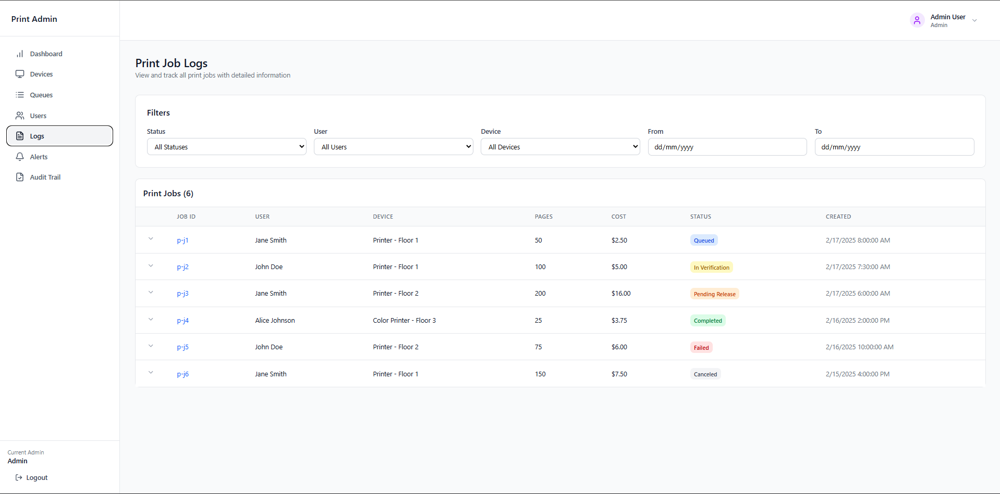 Print Admin
Admin User
Admin
Dashboard
Devices
Queues
Users
Logs
Alerts
Audit Trail
Print Job Logs
View and track all print jobs with detailed information
Filters
Status User Device From To
All Statuses All Users All Devices dd/mm/yyyy dd/mm/yyyy
Print Jobs (6)
JOB ID USER DEVICE PAGES COST STATUS CREATED
p-j1 Jane Smith Printer - Floor 1 50 $2.50 Queued 2/17/2025 8:00:00 AM
p-j2 John Doe Printer - Floor 1 100 $5.00 In Verification 2/17/2025 7:30:00 AM
p-j3 Jane Smith Printer - Floor 2 200 $16.00 Pending Release 2/17/2025 6:00:00 AM
p-j4 Alice Johnson Color Printer - Floor 3 25 $3.75 Completed 2/16/2025 2:00:00 PM
p-j5 John Doe Printer - Floor 2 75 $6.00 Failed 2/16/2025 10:00:00 AM
p-j6 Jane Smith Printer - Floor 1 150 $7.50 Canceled 2/15/2025 4:00:00 PM
Current Admin
Admin
Logout